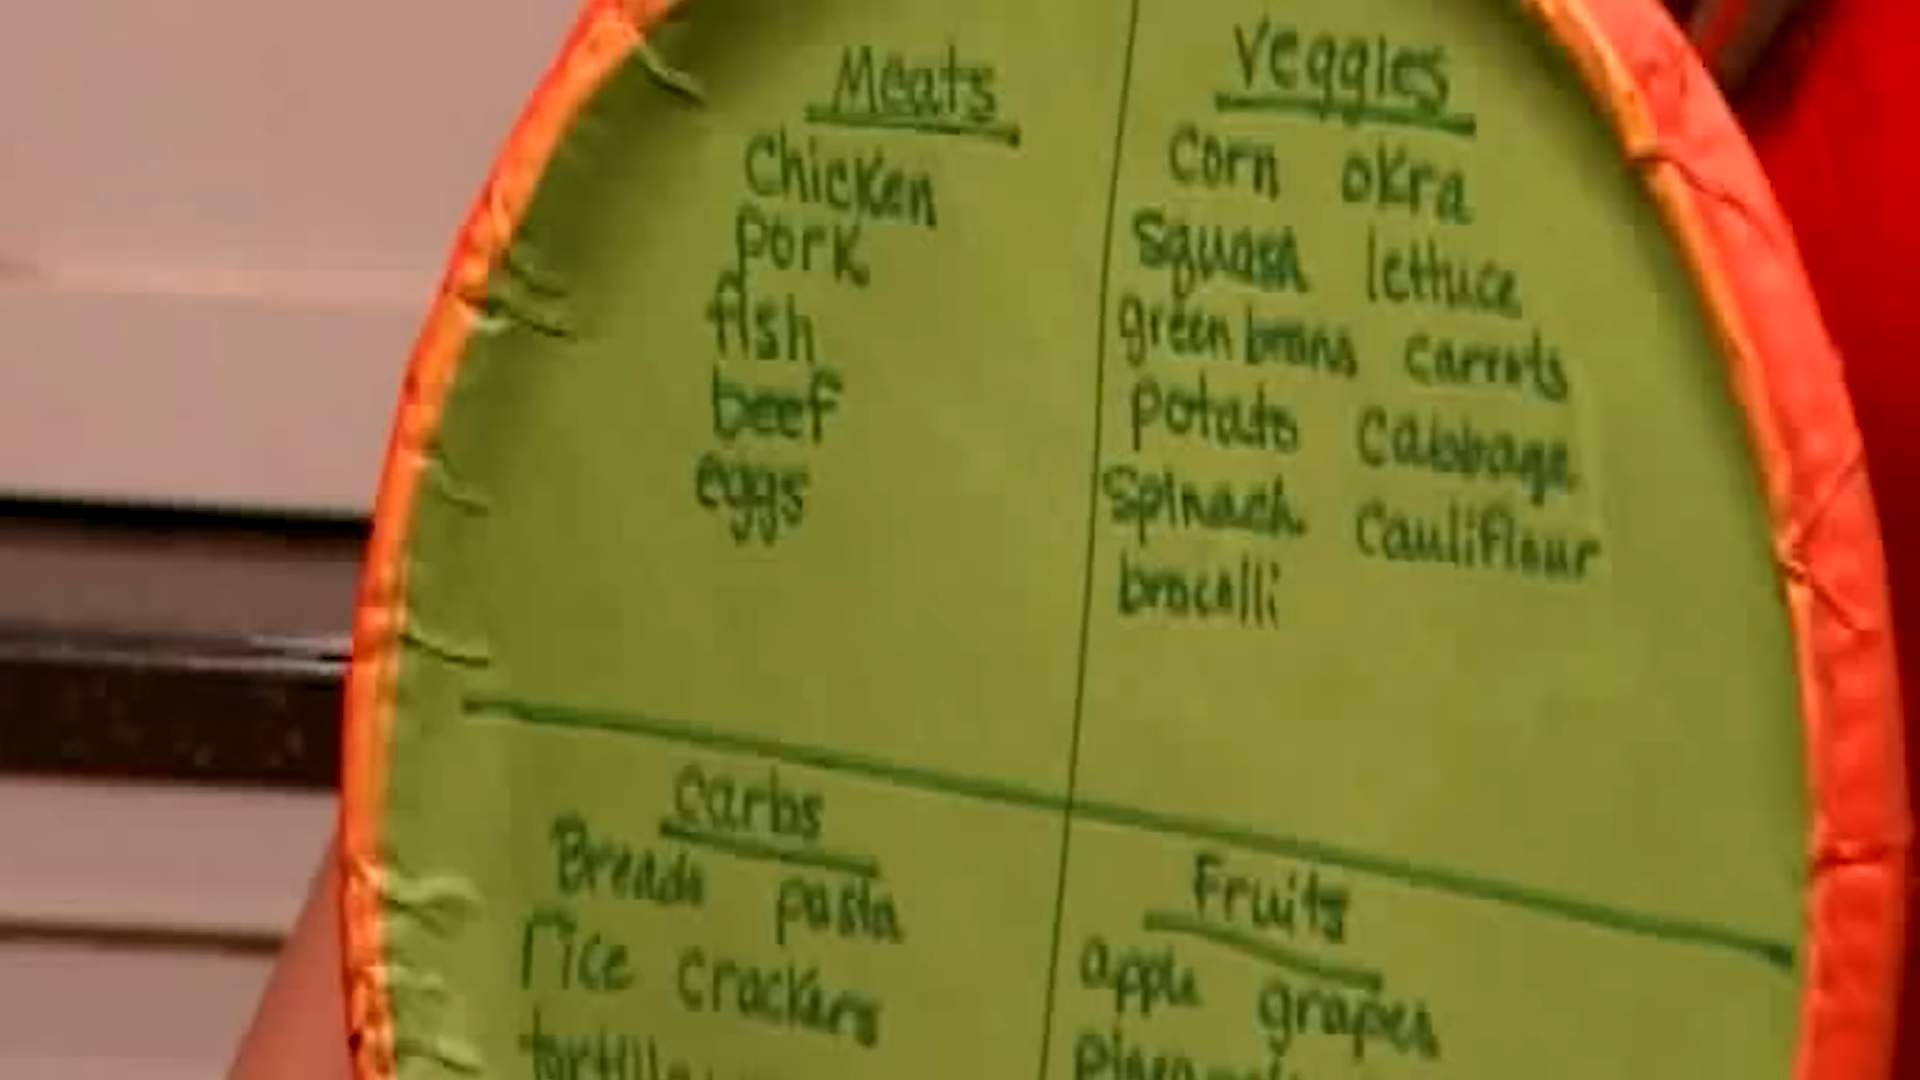 Meats
Chicken
pork
fish
beef
eggs
Veggies
Corn okra
Squash lettuce
green beans carrots
potato Cabbage
Spinach Cauliflour
brocolli
Carbs
Breads pasta
rice crackers
Fruits
apple grapes